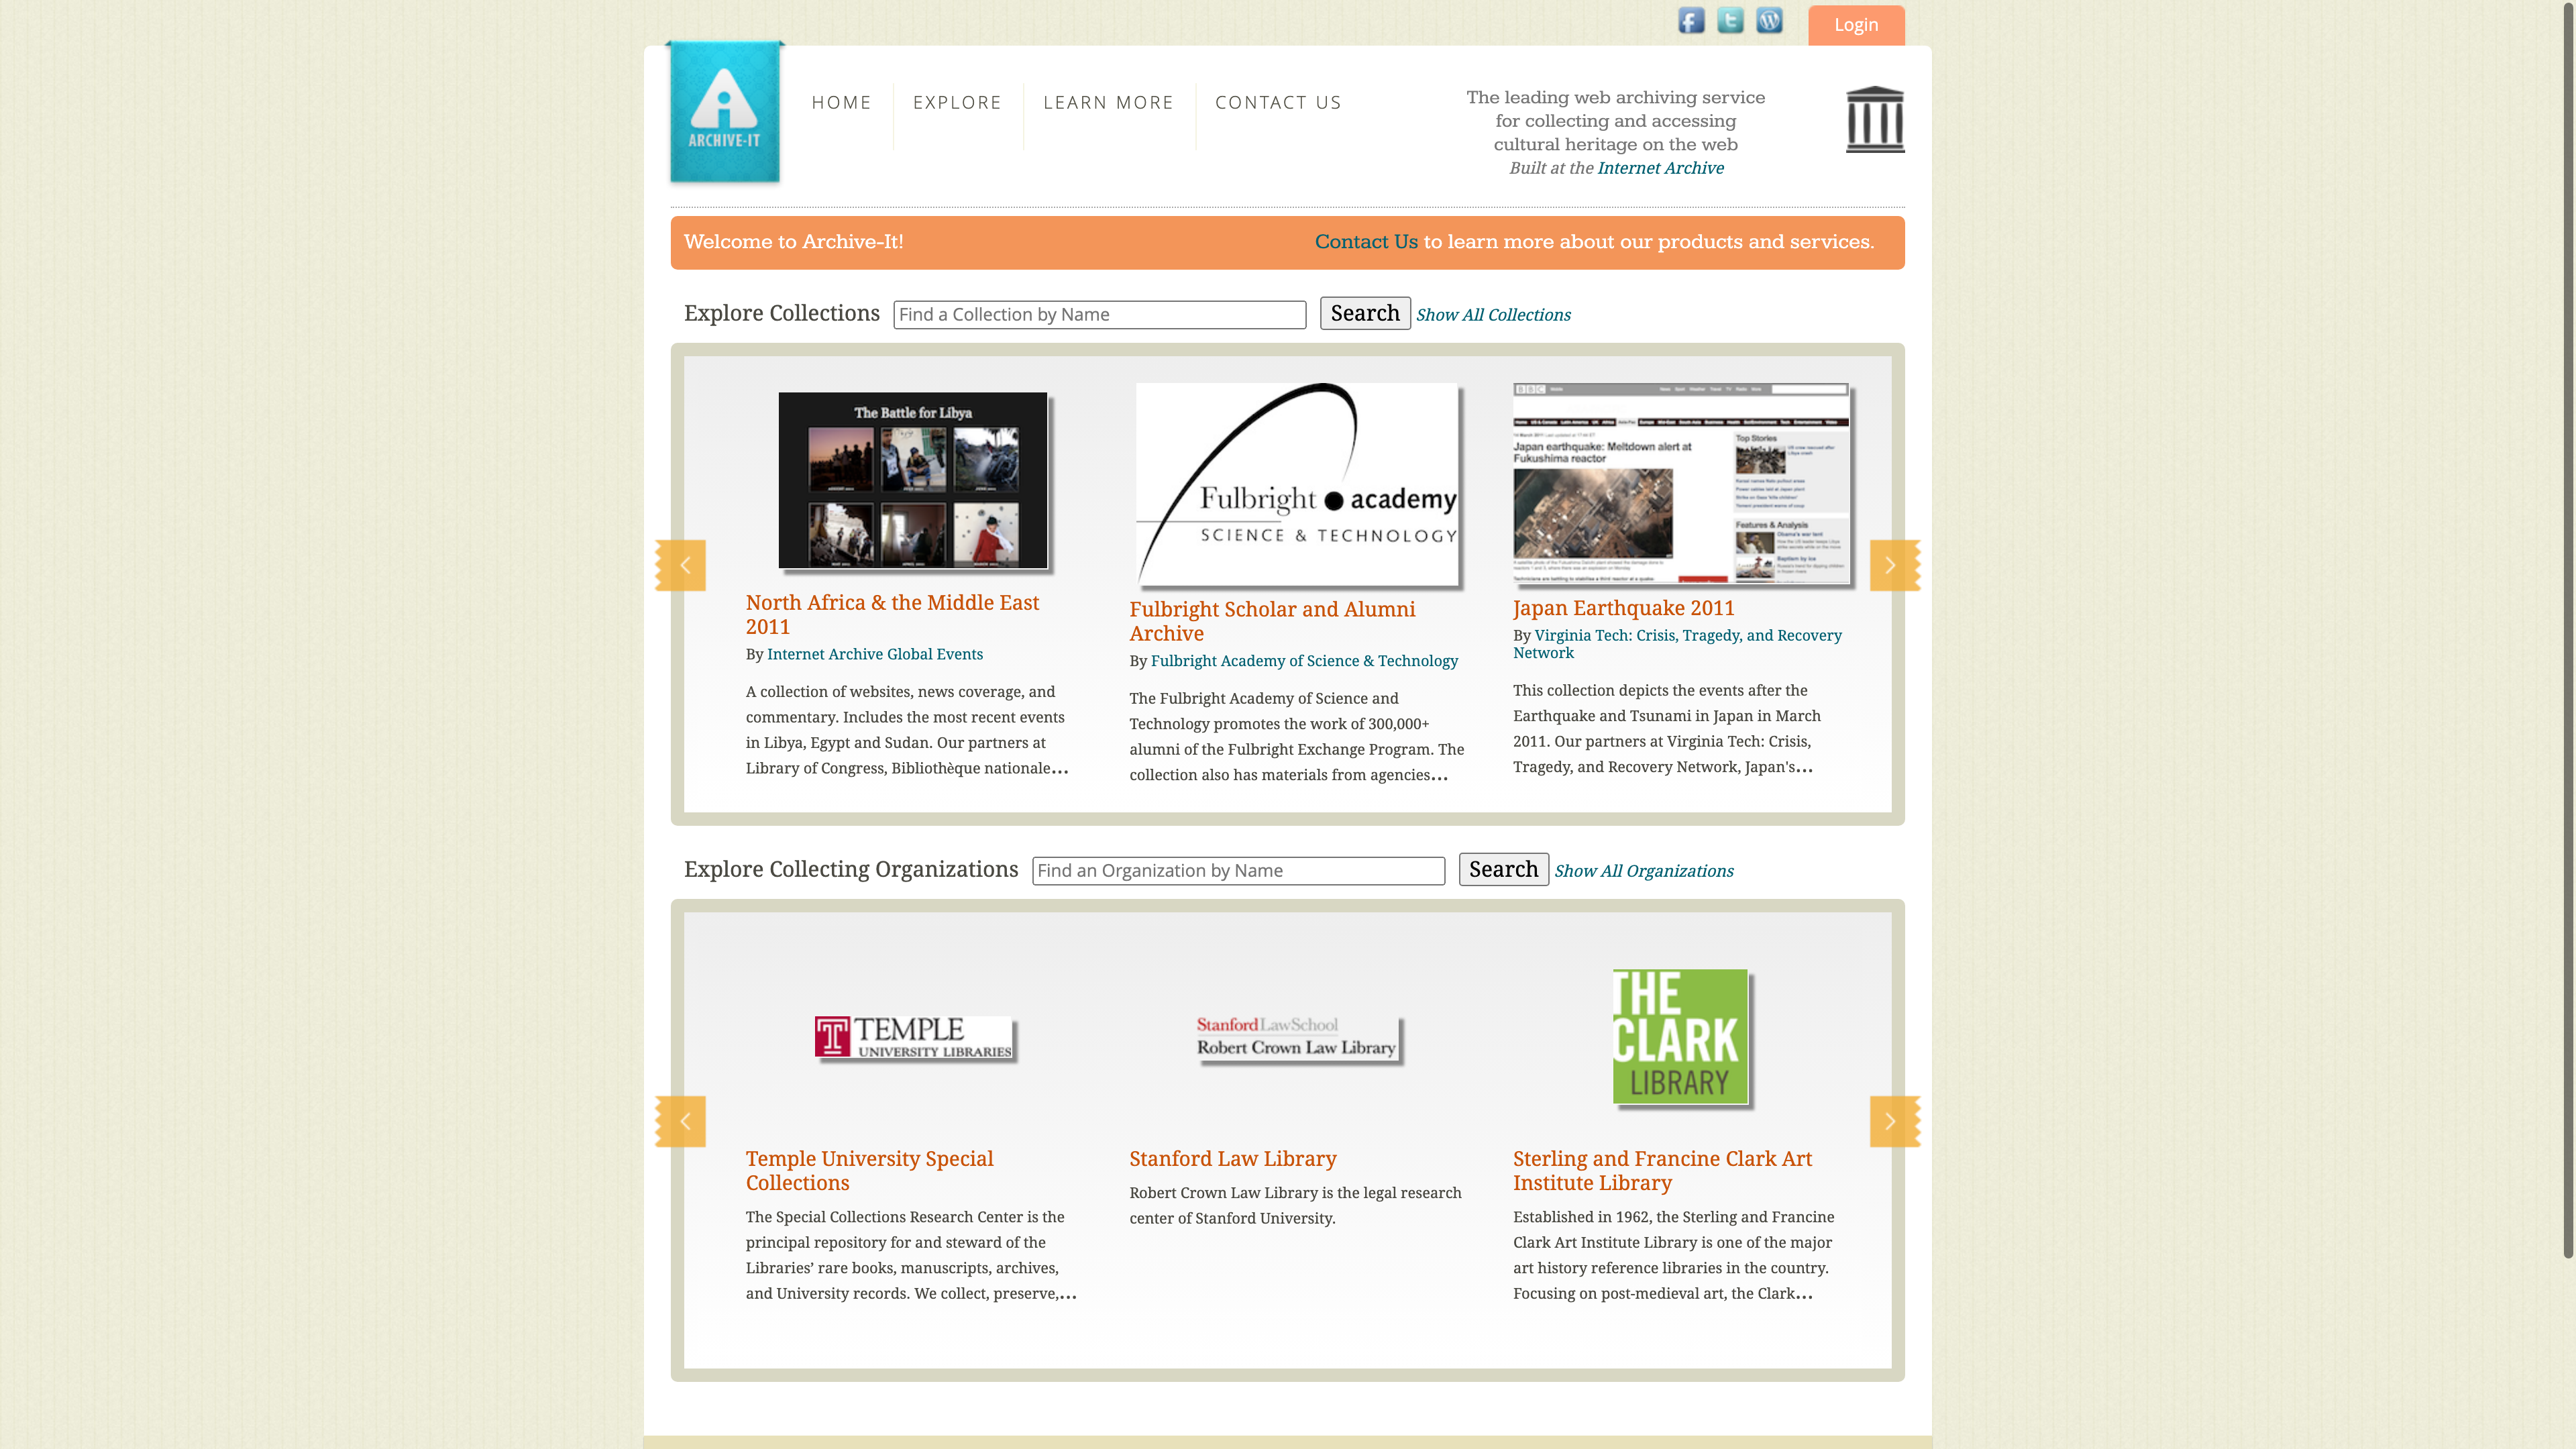 Login
ARCHIVE-IT
HOME
EXPLORE
LEARN MORE
CONTACT US
The leading web archiving service
for collecting and accessing
cultural heritage on the web
Built at the Internet Archive
Welcome to Archive-It!
Contact Us to learn more about our products and services.
Explore Collections
Find a Collection by Name
Search
Show All Collections
The Battle for Libya
North Africa & the Middle East
2011
By Internet Archive Global Events
A collection of websites, news coverage, and
commentary. Includes the most recent events
in Libya, Egypt and Sudan. Our partners at
Library of Congress, Bibliothèque nationale...
Fulbright academy
SCIENCE & TECHNOLOGY
Fulbright Scholar and Alumni
Archive
By Fulbright Academy of Science & Technology
The Fulbright Academy of Science and
Technology promotes the work of 300,000+
alumni of the Fulbright Exchange Program. The
collection also has materials from agencies...
BBC
Japan earthquake: Meltdown alert at
Fukushima reactor
Top Stories
Features & Analysis
Japan Earthquake 2011
By Virginia Tech: Crisis, Tragedy, and Recovery
Network
This collection depicts the events after the
Earthquake and Tsunami in Japan in March
2011. Our partners at Virginia Tech: Crisis,
Tragedy, and Recovery Network, Japan's...
Explore Collecting Organizations
Find an Organization by Name
Search
Show All Organizations
TEMPLE
UNIVERSITY LIBRARIES
Temple University Special
Collections
The Special Collections Research Center is the
principal repository for and steward of the
Libraries’ rare books, manuscripts, archives,
and University records. We collect, preserve,...
Stanford LawSchool
Robert Crown Law Library
Stanford Law Library
Robert Crown Law Library is the legal research
center of Stanford University.
THE
CLARK
LIBRARY
Sterling and Francine Clark Art
Institute Library
Established in 1962, the Sterling and Francine
Clark Art Institute Library is one of the major
art history reference libraries in the country.
Focusing on post-medieval art, the Clark...